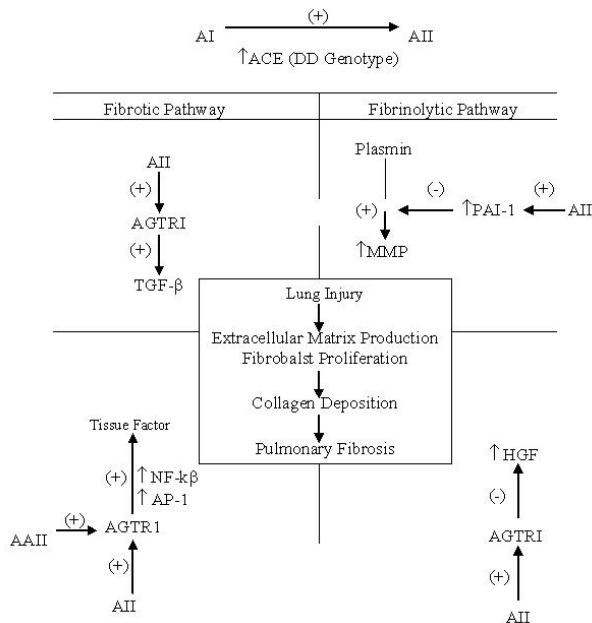 (+)
AI AII
↑ACE (DD Genotype)
Fibrotic Pathway Fibrinolytic Pathway
AII
(+)
AGTRI
(+)
TGF-β
Plasmin
(-) (+)
(+) ↑PAI-1 AII
↑MMP
Lung Injury
Extracellular Matrix Production
Fibrobalst Proliferation
Collagen Deposition
Pulmonary Fibrosis
Tissue Factor
(+) ↑ NF-kβ
↑ AP-1
(+)
AAII AGTR1
(+)
AII
↑HGF
(-)
AGTRI
(+)
AII